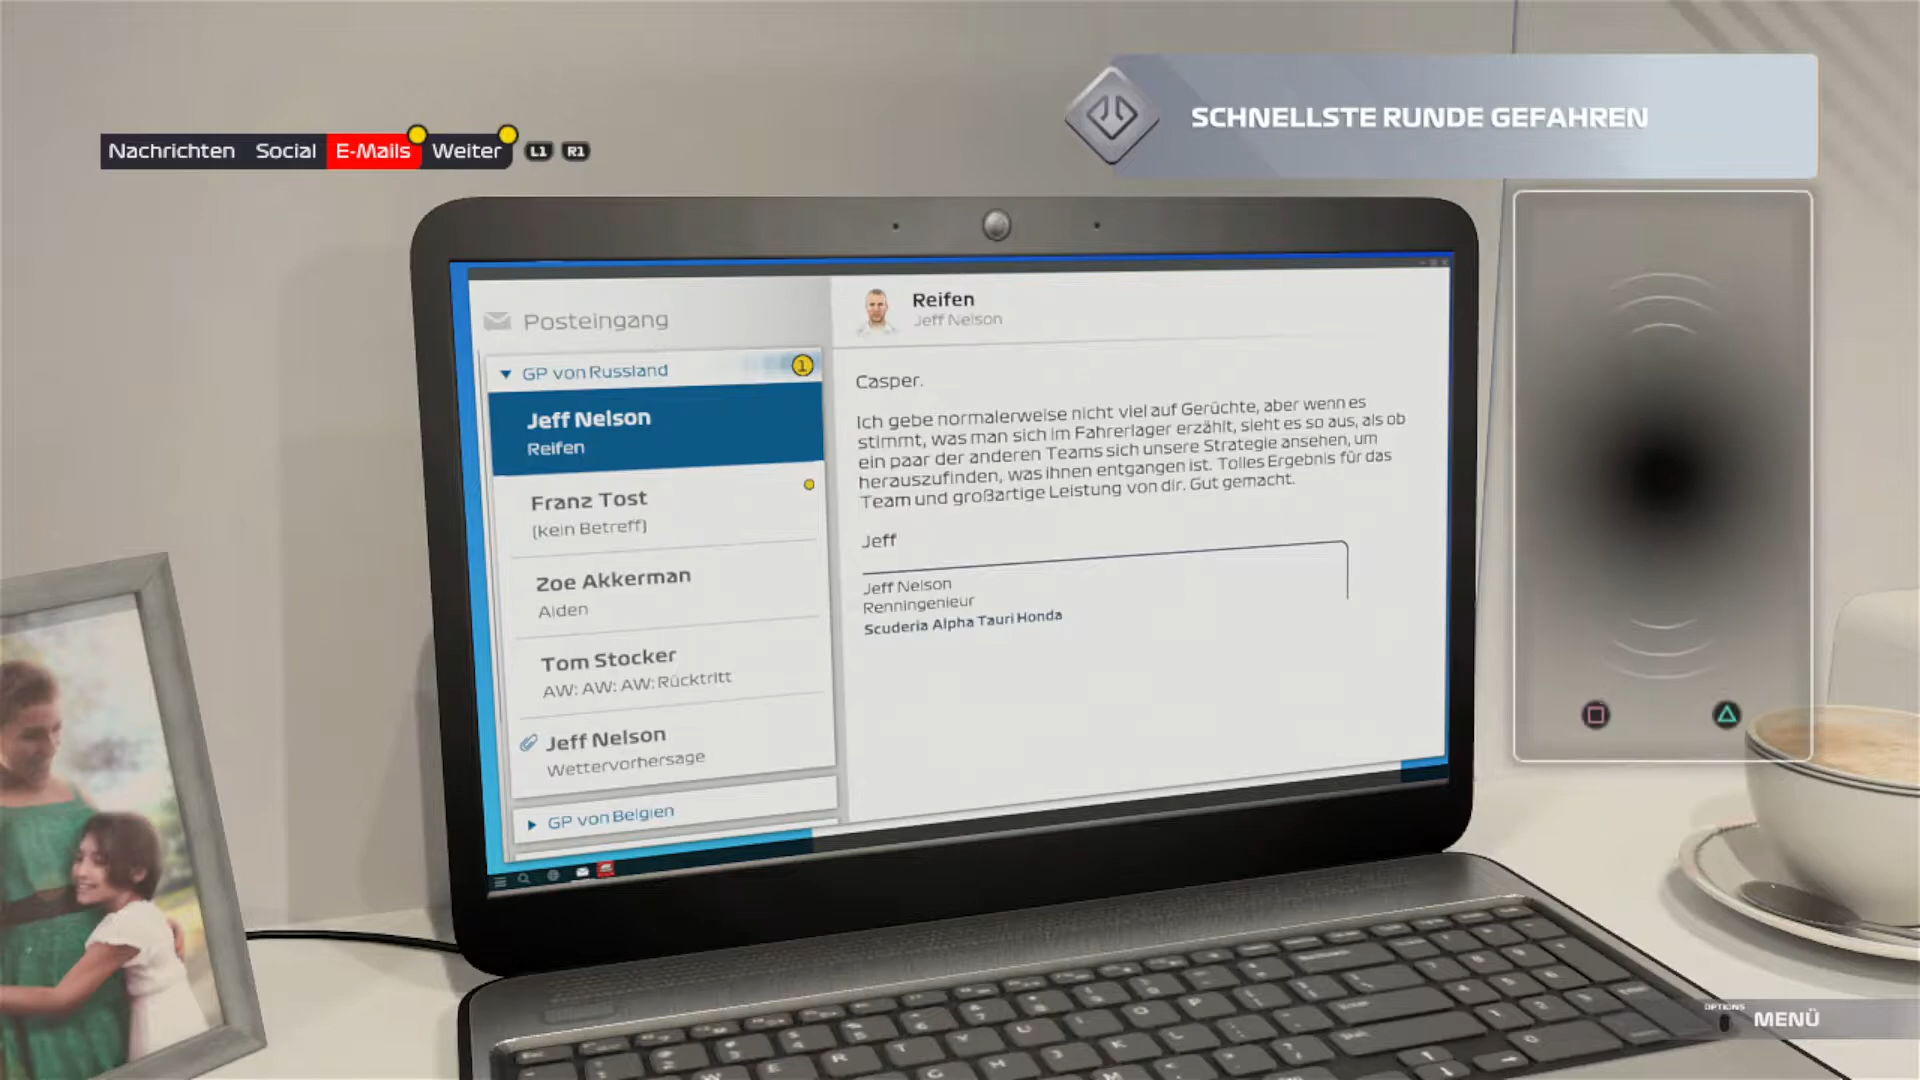 SCHNELLSTE RUNDE GEFAHREN
Nachrichten Social E-Mails Weiter L1 R1
Posteingang
GP von Russland 1
Jeff Nelson
Reifen
Franz Tost
(kein Betreff)
Zoe Akkerman
Aiden
Tom Stocker
AW: AW: AW: Rücktritt
Jeff Nelson
Wettervorhersage
GP von Belgien
Reifen
Jeff Nelson
Casper.
Ich gebe normalerweise nicht viel auf Gerüchte, aber wenn es
stimmt, was man sich im Fahrerlager erzählt, sieht es so aus, als ob
ein paar der anderen Teams sich unsere Strategie ansehen, um
herauszufinden, was ihnen entgangen ist. Tolles Ergebnis für das
Team und großartige Leistung von dir. Gut gemacht.
Jeff
Jeff Nelson
Renningenieur
Scuderia Alpha Tauri Honda
OPTIONS
MENÜ